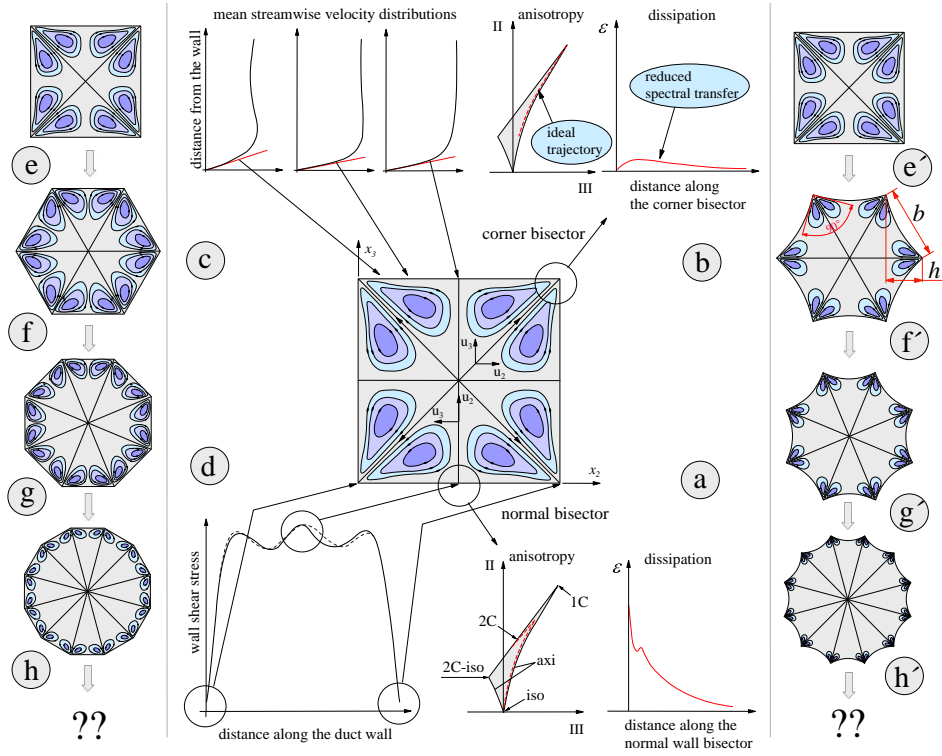 mean streamwise velocity distributions
distance from the wall
anisotropy
II
III
ideal
trajectory
dissipation
ε
reduced
spectral transfer
distance along
the corner bisector
e
f
g
h
??
c
x3
corner bisector
b
u3
u2
u2
u3
x2
d
a
normal bisector
wall shear stress
distance along the duct wall
anisotropy
II
1C
2C
2C-iso
axi
iso
III
dissipation
ε
distance along the
normal wall bisector
e´
90°
b
h
f´
g´
h´
??